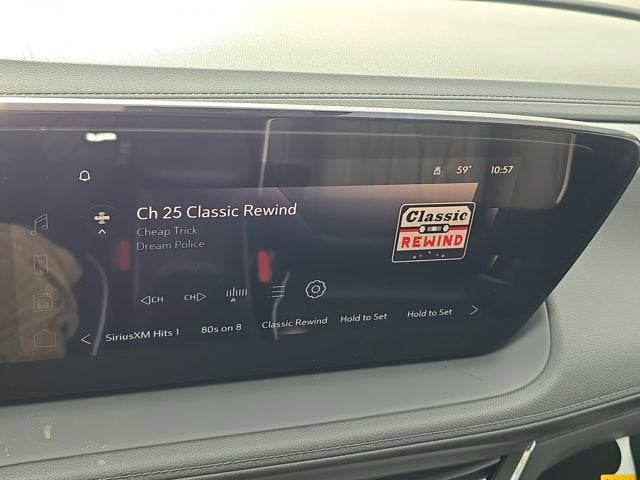 59° 10:57
sxm
Ch 25 Classic Rewind
Cheap Trick
Dream Police
Classic
REWIND
CH CH
SiriusXM Hits 1 80s on 8 Classic Rewind Hold to Set Hold to Set